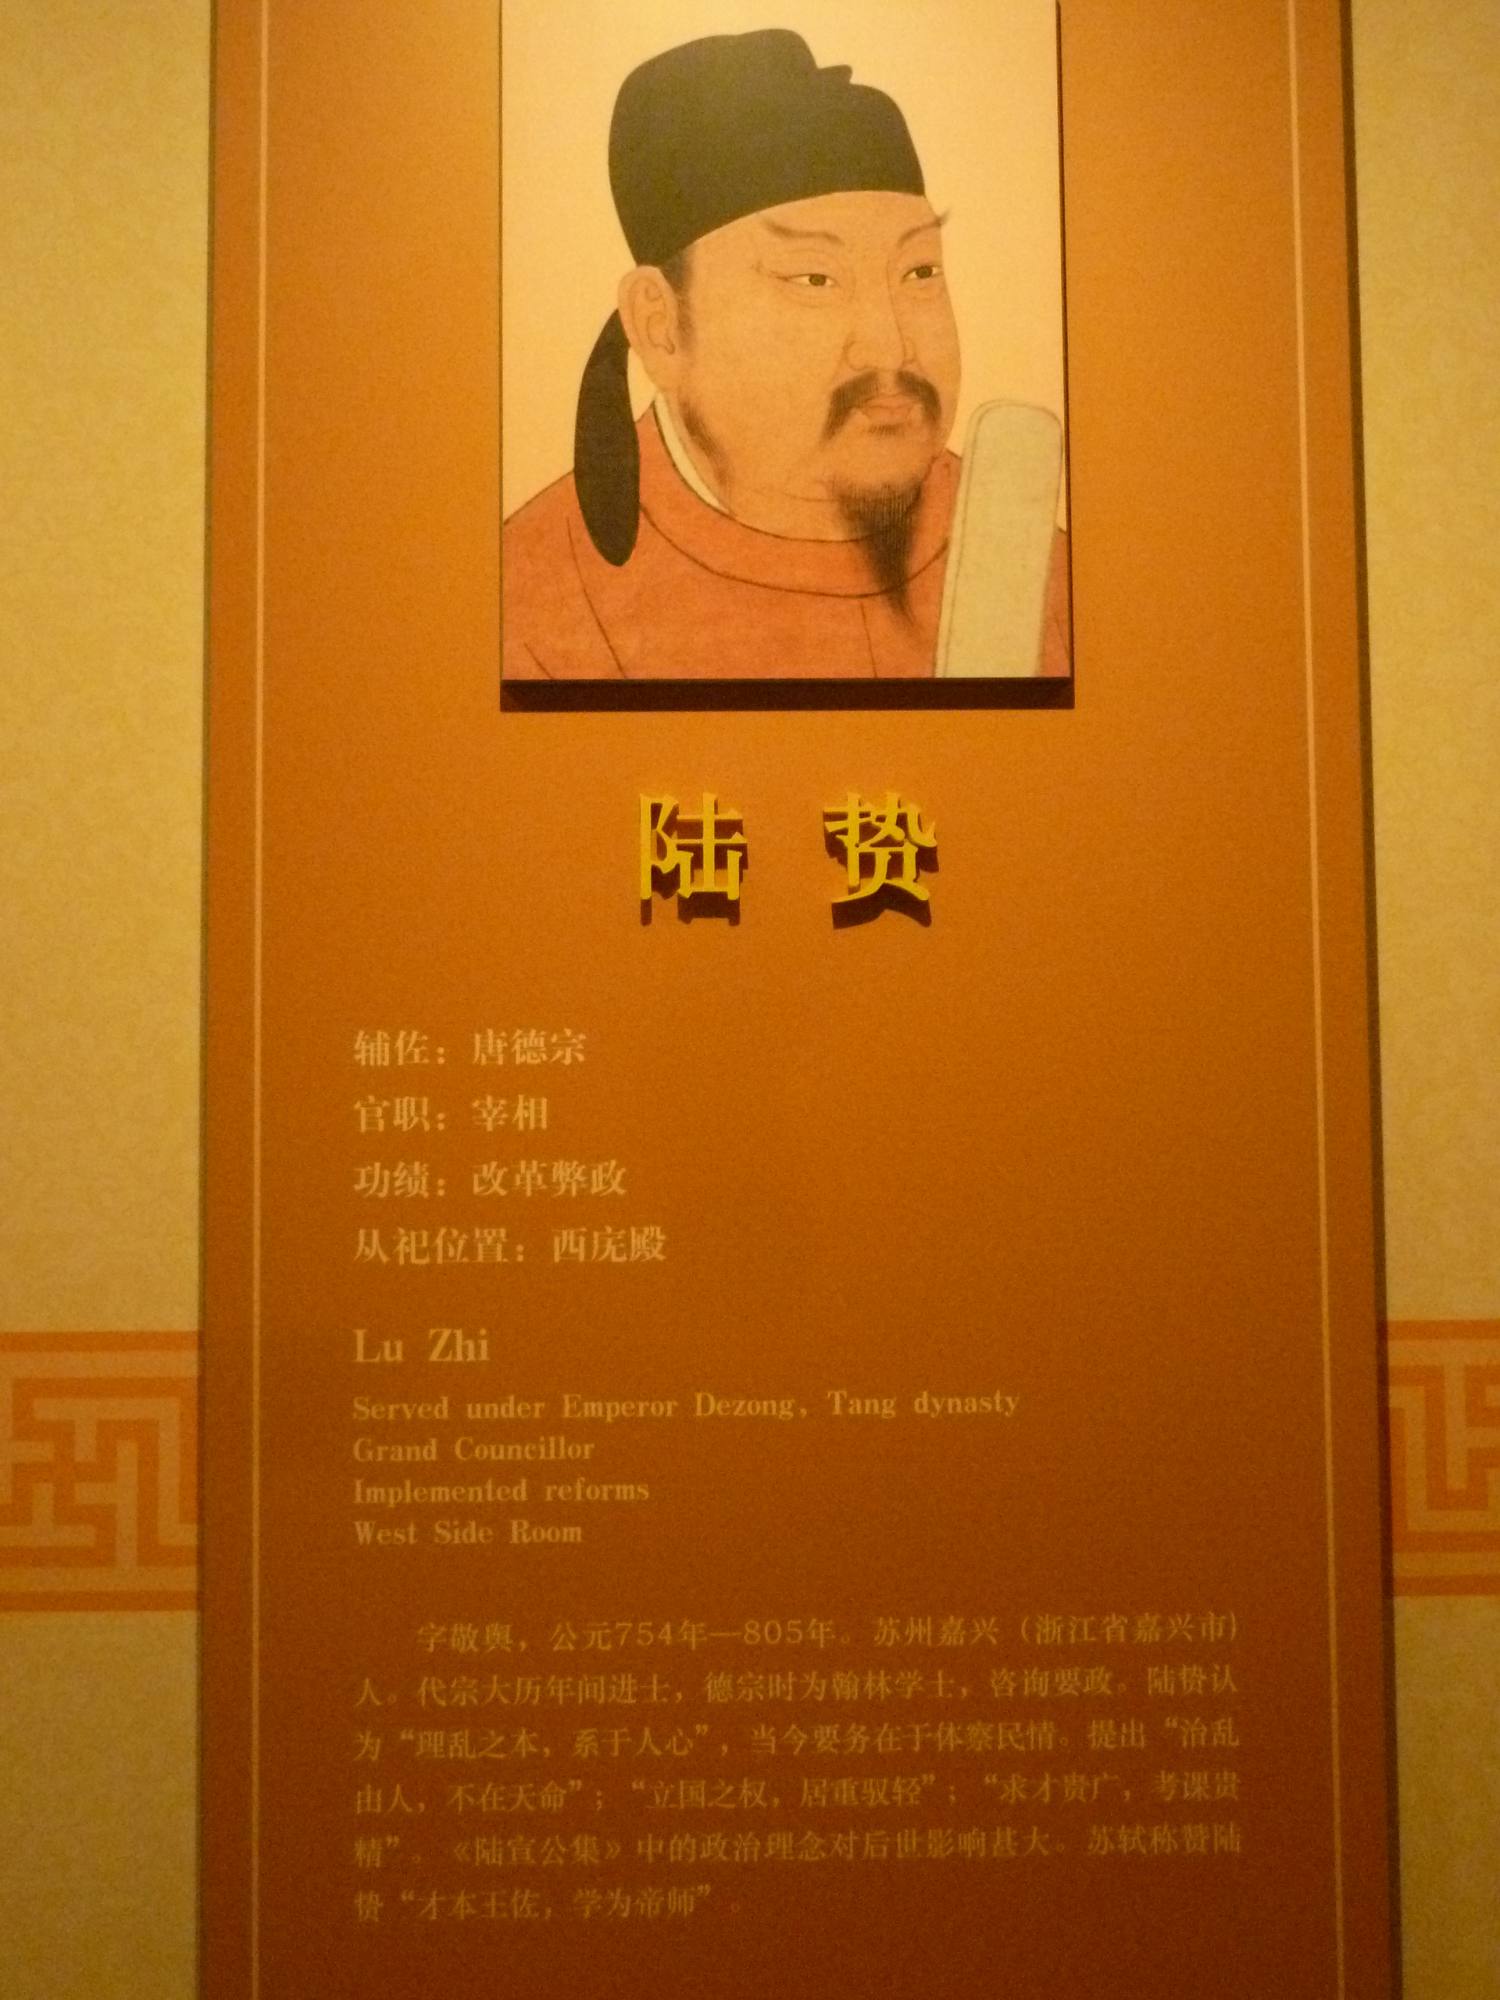 陆贽
辅佐：唐德宗
官职：宰相
功绩：改革弊政
从祀位置：西庑殿
Lu Zhi
Served under Emperor Dezong, Tang dynasty
Grand Councillor
Implemented reforms
West Side Room
字敬舆，公元754年—805年。苏州嘉兴（浙江省嘉兴市）
人。代宗大历年间进士，德宗时为翰林学士，咨询要政。陆贽认
为“理乱之本，系于人心”，当今要务在于体察民情。提出“治乱
由人，不在天命”；“立国之权，居重驭轻”；“求才贵广，考课贵
精”。《陆宣公集》中的政治理念对后世影响甚大。苏轼称赞陆
贽“才本王佐，学为帝师”。